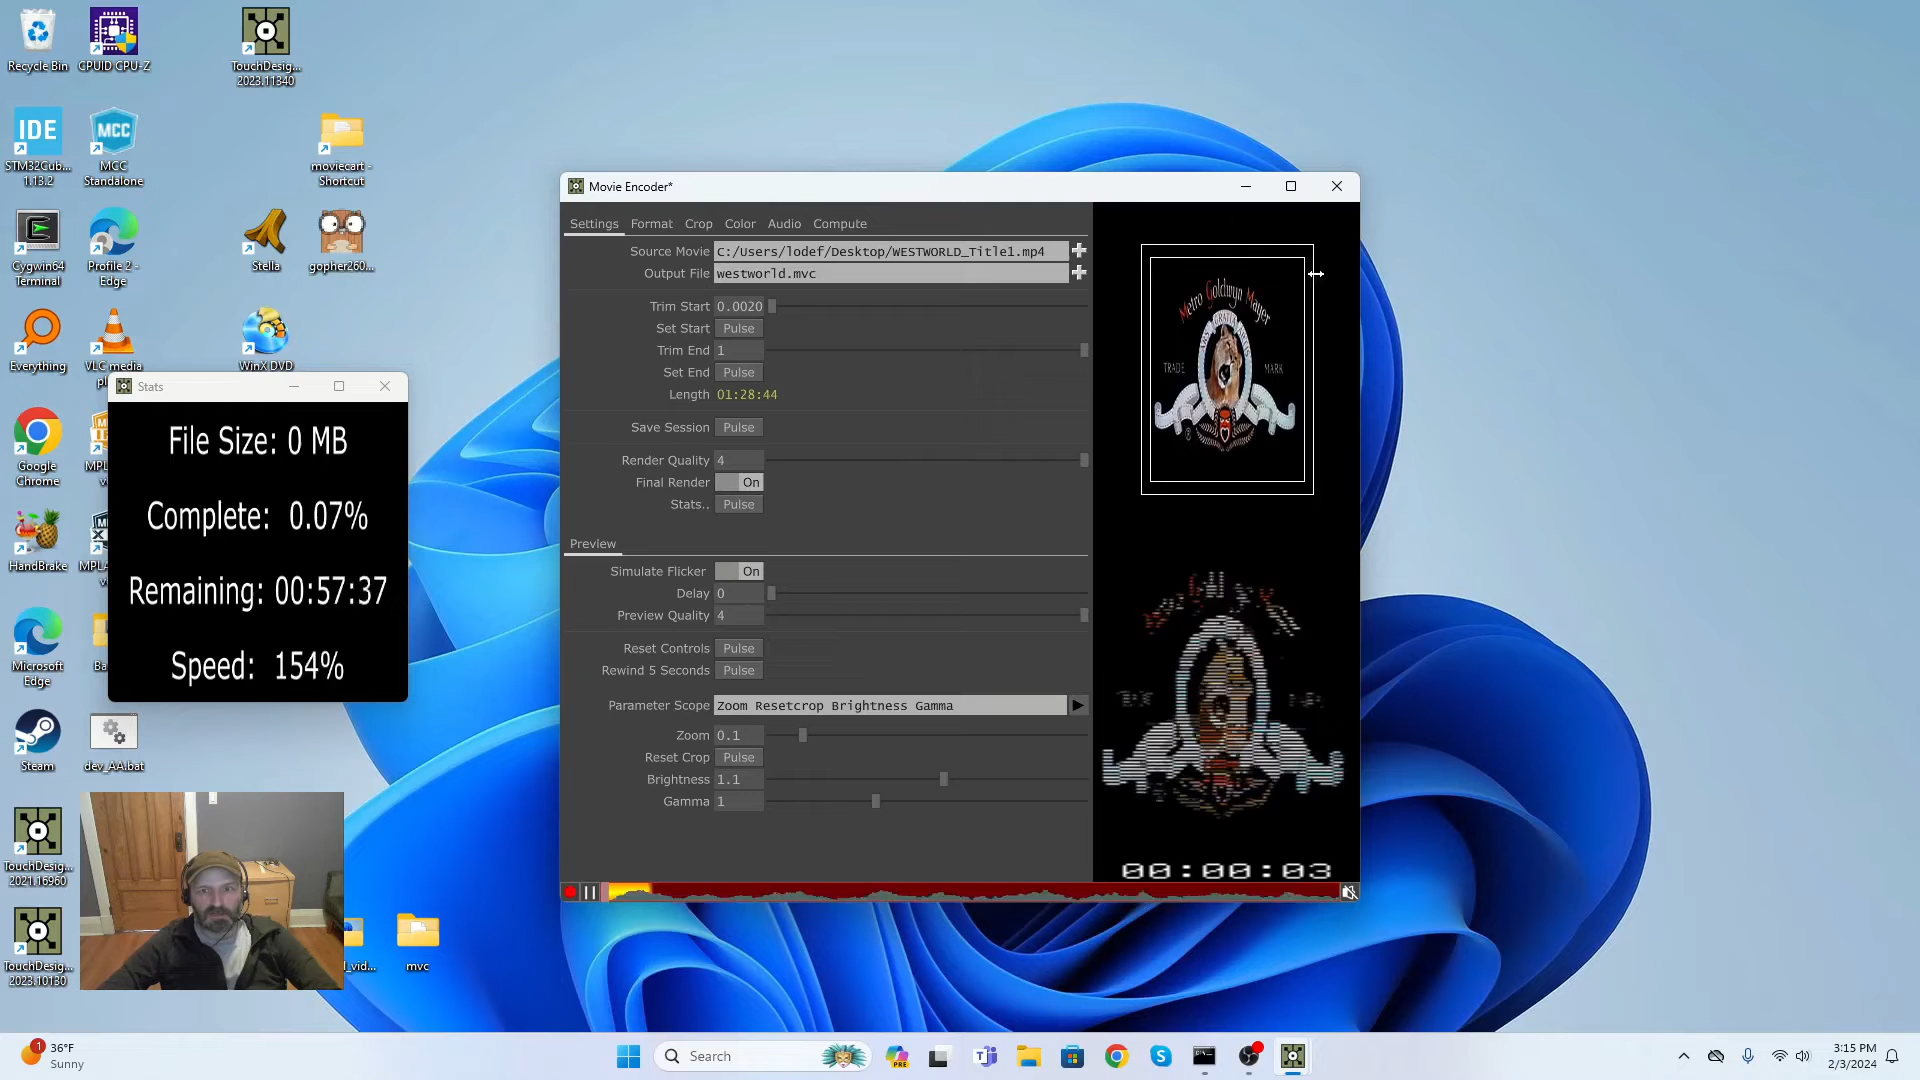 Recycle Bin
CPUID CPU-Z
TouchDesig...
2023.11340
IDE
STM32Cub...
1.13.2
MCC
MCC
Standalone
moviecart -
Shortcut
Cygwin64
Terminal
Profile 2 -
Edge
Stella
gopher260...
Everything
VLC media
WinX DVD
Google
Chrome
HandBrake
Microsoft
Edge
Steam
dev_AA.bat
TouchDesig...
2021.16960
TouchDesig...
2023.10130
mvc
Stats
File Size: 0 MB
Complete: 0.07%
Remaining: 00:57:37
Speed: 154%
Movie Encoder*
Settings Format Crop Color Audio Compute
Source Movie C:/Users/lodef/Desktop/WESTWORLD_Title1.mp4
Output File westworld.mvc
Trim Start 0.0020
Set Start Pulse
Trim End 1
Set End Pulse
Length 01:28:44
Save Session Pulse
Render Quality 4
Final Render On
Stats.. Pulse
Preview
Simulate Flicker On
Delay 0
Preview Quality 4
Reset Controls Pulse
Rewind 5 Seconds Pulse
Parameter Scope Zoom Resetcrop Brightness Gamma
Zoom 0.1
Reset Crop Pulse
Brightness 1.1
Gamma 1
Metro Goldwyn Mayer
TRADE MARK
00:00:03
1
36°F
Sunny
Search
PRE
3:15 PM
2/3/2024